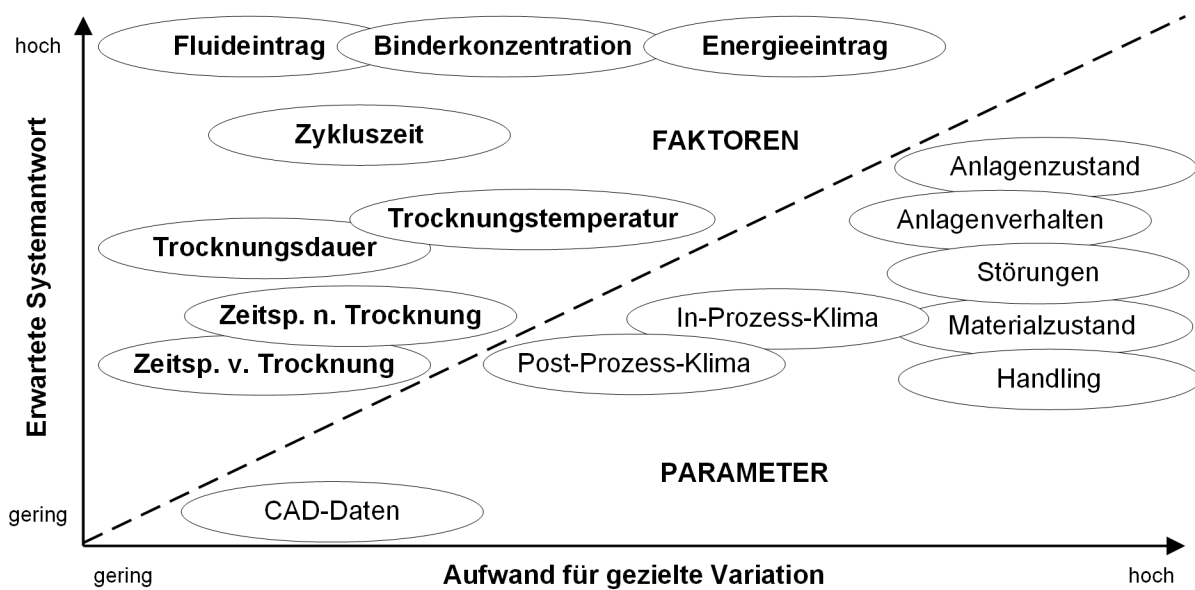 hoch
Fluideintrag
Binderkonzentration
Energieeintrag
Zykluszeit
FAKTOREN
Anlagenzustand
Trocknungstemperatur
Anlagenverhalten
Trocknungsdauer
Störungen
Zeitsp. n. Trocknung
In-Prozess-Klima
Materialzustand
Zeitsp. v. Trocknung
Post-Prozess-Klima
Handling
Erwartete Systemantwort
PARAMETER
CAD-Daten
gering
gering
Aufwand für gezielte Variation
hoch